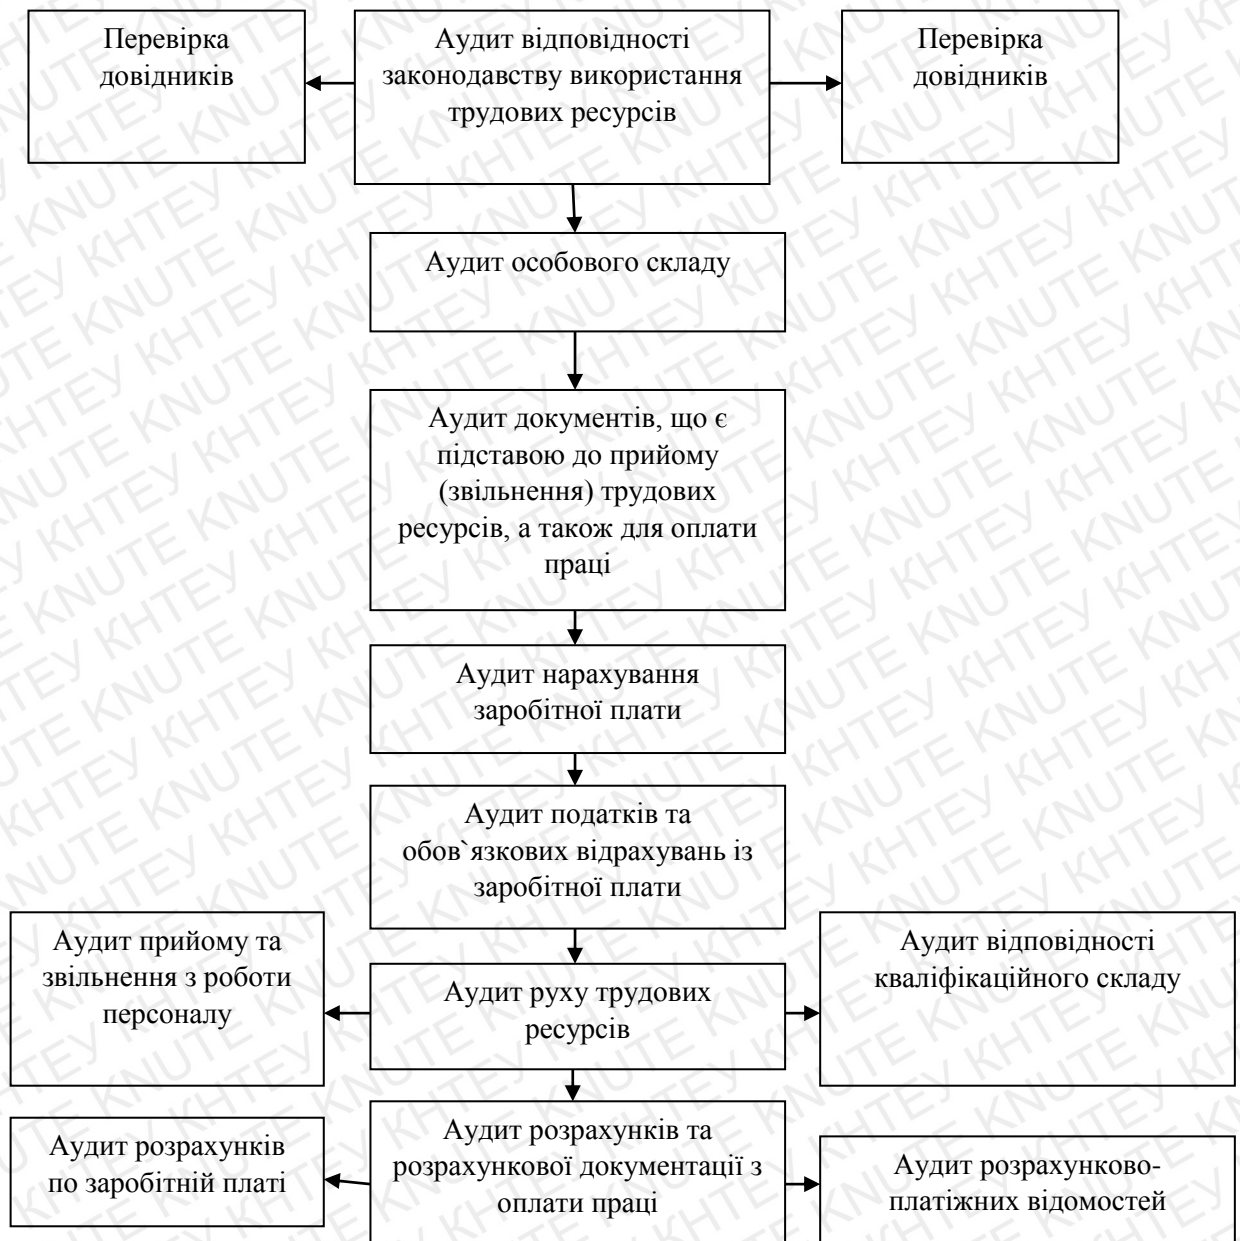 Перевірка
довідників
Аудит відповідності
законодавству використання
трудових ресурсів
Перевірка
довідників
Аудит особового складу
Аудит документів, що є
підставою до прийому
(звільнення) трудових
ресурсів, а також для оплати
праці
Аудит нарахування
заробітної плати
Аудит податків та
обов`язкових відрахувань із
заробітної плати
Аудит прийому та
звільнення з роботи
персоналу
Аудит руху трудових
ресурсів
Аудит відповідності
кваліфікаційного складу
Аудит розрахунків
по заробітній платі
Аудит розрахунків та
розрахункової документації з
оплати праці
Аудит розрахунково-
платіжних відомостей